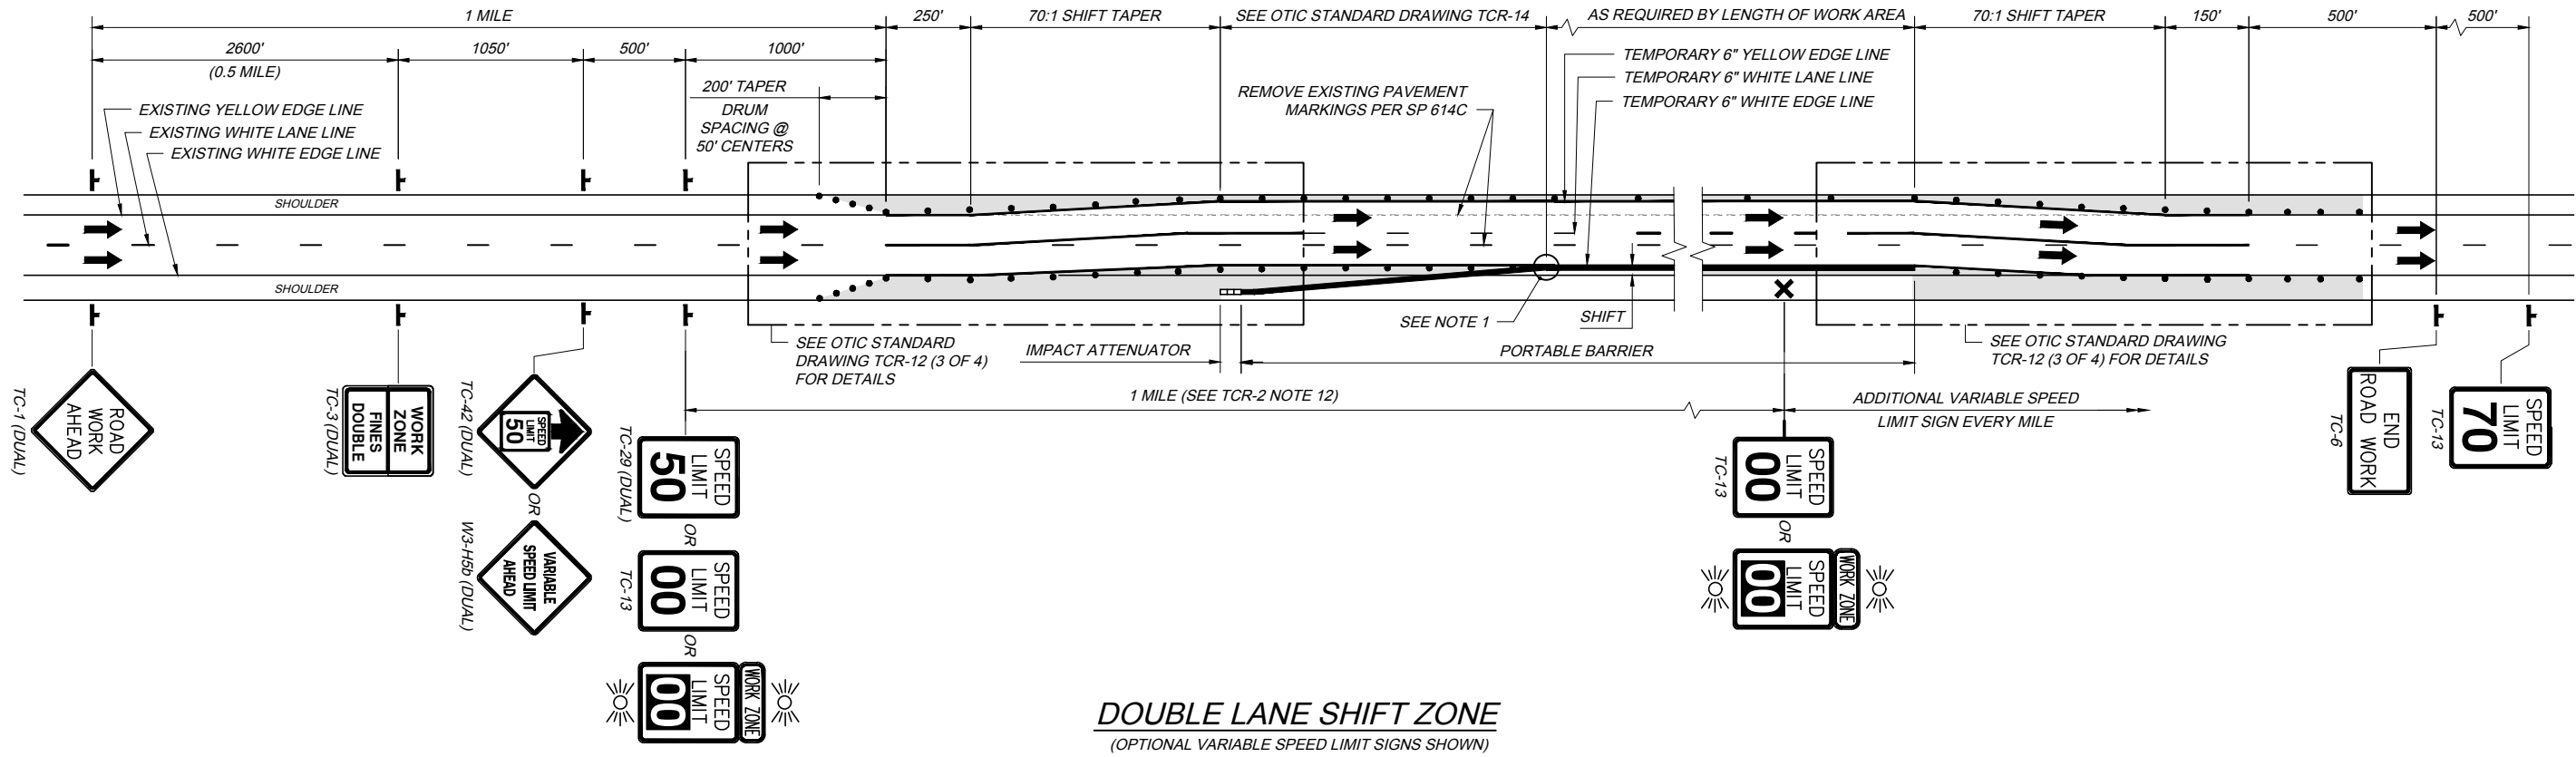 1 MILE
250'
70:1 SHIFT TAPER
SEE OTIC STANDARD DRAWING TCR-14
AS REQUIRED BY LENGTH OF WORK AREA
70:1 SHIFT TAPER
150'
500'
500'
2600'
(0.5 MILE)
1050'
500'
1000'
200' TAPER
DRUM
SPACING @
50' CENTERS
EXISTING YELLOW EDGE LINE
EXISTING WHITE LANE LINE
EXISTING WHITE EDGE LINE
REMOVE EXISTING PAVEMENT
MARKINGS PER SP 614C
TEMPORARY 6" YELLOW EDGE LINE
TEMPORARY 6" WHITE LANE LINE
TEMPORARY 6" WHITE EDGE LINE
SHOULDER
SHOULDER
SEE OTIC STANDARD
DRAWING TCR-12 (3 OF 4)
FOR DETAILS
IMPACT ATTENUATOR
SEE NOTE 1
SHIFT
PORTABLE BARRIER
SEE OTIC STANDARD DRAWING
TCR-12 (3 OF 4) FOR DETAILS
1 MILE (SEE TCR-2 NOTE 12)
ADDITIONAL VARIABLE SPEED
LIMIT SIGN EVERY MILE
ROAD
WORK
AHEAD
TC-1 (DUAL)
WORK
ZONE
FINES
DOUBLE
TC-3 (DUAL)
SPEED
LIMIT
50
TC-42 (DUAL)
OR
VARIABLE
SPEED LIMIT
AHEAD
W3-H5b (DUAL)
SPEED
LIMIT
50
TC-29 (DUAL)
OR
SPEED
LIMIT
00
TC-13
OR
WORK ZONE
SPEED
LIMIT
00
SPEED
LIMIT
00
TC-13
OR
WORK ZONE
SPEED
LIMIT
00
END
ROAD WORK
TC-6
SPEED
LIMIT
70
TC-13
DOUBLE LANE SHIFT ZONE
(OPTIONAL VARIABLE SPEED LIMIT SIGNS SHOWN)